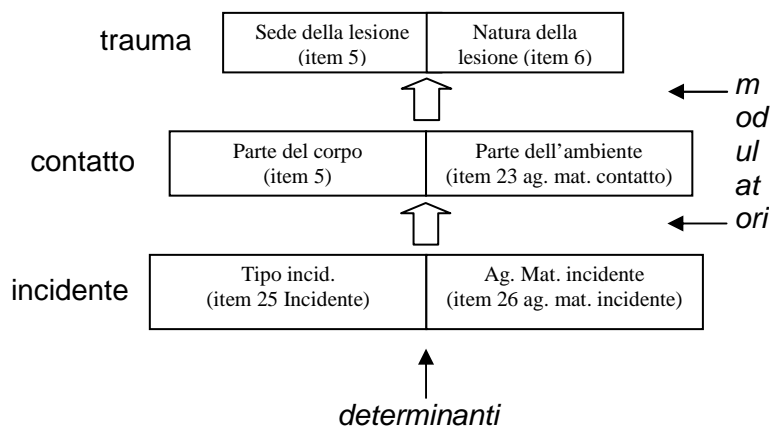 trauma
Sede della lesione
(item 5)
Natura della
lesione (item 6)
m
od
ul
at
ori
contatto
Parte del corpo
(item 5)
Parte dell'ambiente
(item 23 ag. mat. contatto)
incidente
Tipo incid.
(item 25 Incidente)
Ag. Mat. incidente
(item 26 ag. mat. incidente)
determinanti